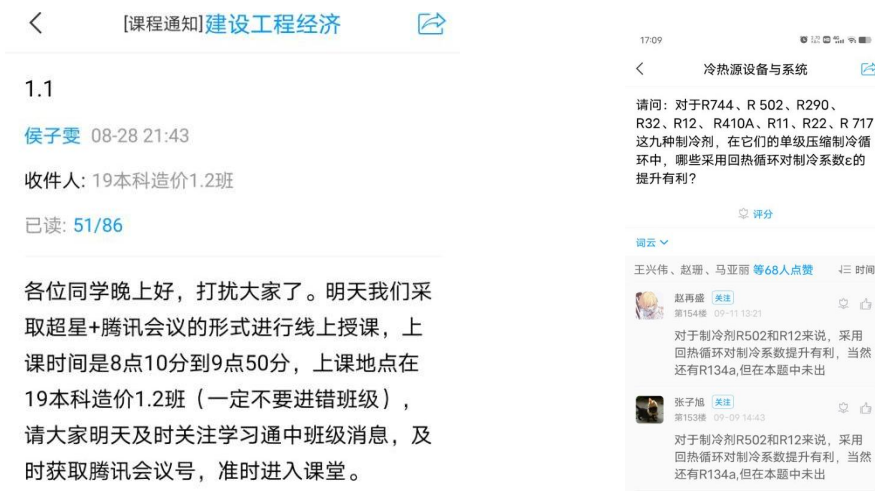 [课程通知]建设工程经济
1.1
侯子雯 08-28 21:43
收件人: 19本科造价1.2班
已读: 51/86
各位同学晚上好，打扰大家了。明天我们采
取超星+腾讯会议的形式进行线上授课，上
课时间是8点10分到9点50分，上课地点在
19本科造价1.2班（一定不要进错班级），
请大家明天及时关注学习通中班级消息，及
时获取腾讯会议号，准时进入课堂。
17:09
冷热源设备与系统
请问：对于R744、R 502、R290、
R32、R12、 R410A、R11、R22、R 717
这九种制冷剂，在它们的单级压缩制冷循
环中，哪些采用回热循环对制冷系数ε的
提升有利？
评分
词云
王兴伟、赵珊、马亚丽 等68人点赞 时间
赵再盛 关注
第154楼 09-11 13:21
对于制冷剂R502和R12来说，采用
回热循环对制冷系数提升有利，当然
还有R134a,但在本题中未出
张子旭 关注
第153楼 09-09 14:43
对于制冷剂R502和R12来说，采用
回热循环对制冷系数提升有利，当然
还有R134a,但在本题中未出